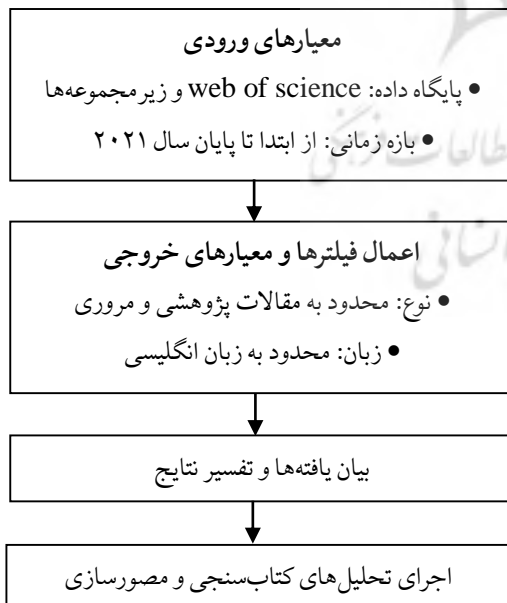 معیارهای ورودی
● پایگاه داده: web of science و زیرمجموعه‌ها
● بازه زمانی: از ابتدا تا پایان سال ۲۰۲۱
اعمال فیلترها و معیارهای خروجی
● نوع: محدود به مقالات پژوهشی و مروری
● زبان: محدود به زبان انگلیسی
بیان یافته‌ها و تفسیر نتایج
اجرای تحلیل‌های کتاب‌سنجی و مصورسازی